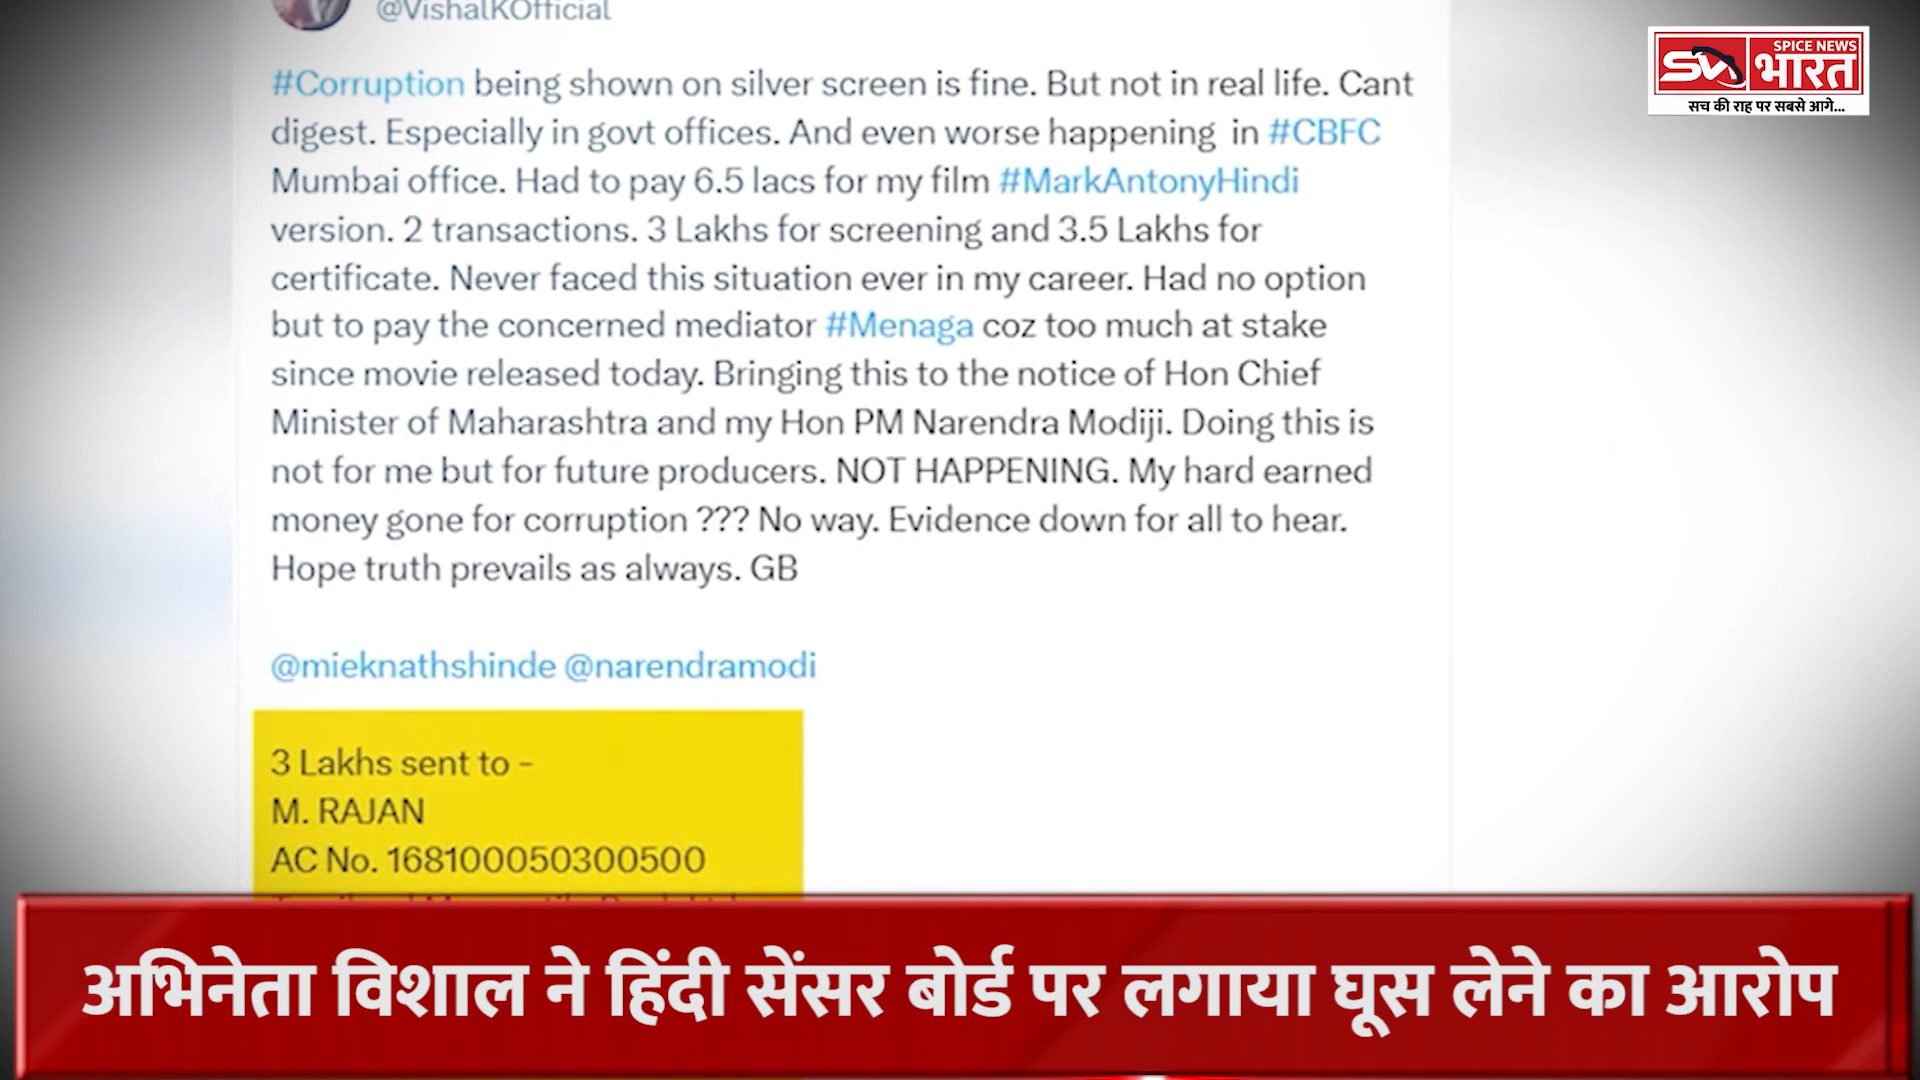 @VishalKOfficial
SPICE NEWS
SN भारत
सच की राह पर सबसे आगे...
#Corruption being shown on silver screen is fine. But not in real life. Cant
digest. Especially in govt offices. And even worse happening in #CBFC
Mumbai office. Had to pay 6.5 lacs for my film #MarkAntonyHindi
version. 2 transactions. 3 Lakhs for screening and 3.5 Lakhs for
certificate. Never faced this situation ever in my career. Had no option
but to pay the concerned mediator #Menaga coz too much at stake
since movie released today. Bringing this to the notice of Hon Chief
Minister of Maharashtra and my Hon PM Narendra Modiji. Doing this is
not for me but for future producers. NOT HAPPENING. My hard earned
money gone for corruption ??? No way. Evidence down for all to hear.
Hope truth prevails as always. GB
@mieknathshinde @narendramodi
3 Lakhs sent to -
M. RAJAN
AC No. 168100050300500
अभिनेता विशाल ने हिंदी सेंसर बोर्ड पर लगाया घूस लेने का आरोप